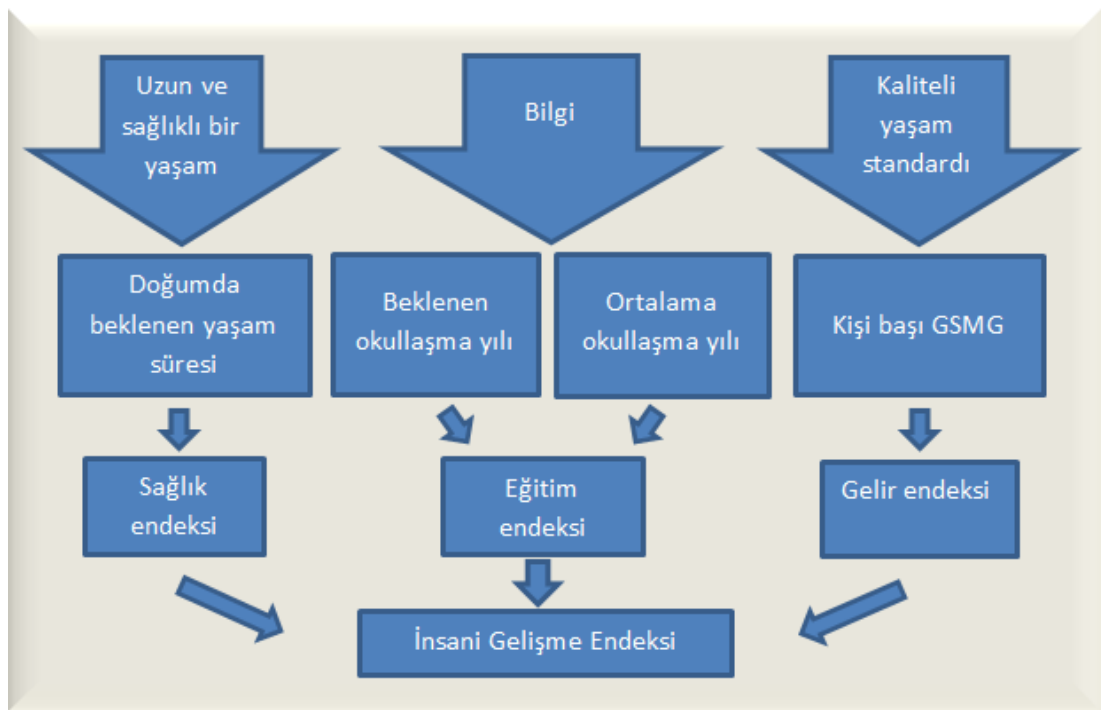 Uzun ve
sağlıklı bir
yaşam
Bilgi
Kaliteli
yaşam
standardı
Doğumda
beklenen yaşam
süresi
Beklenen
okullaşma yılı
Ortalama
okullaşma yılı
Kişi başı GSMG
Sağlık
endeksi
Eğitim
endeksi
Gelir endeksi
İnsani Gelişme Endeksi